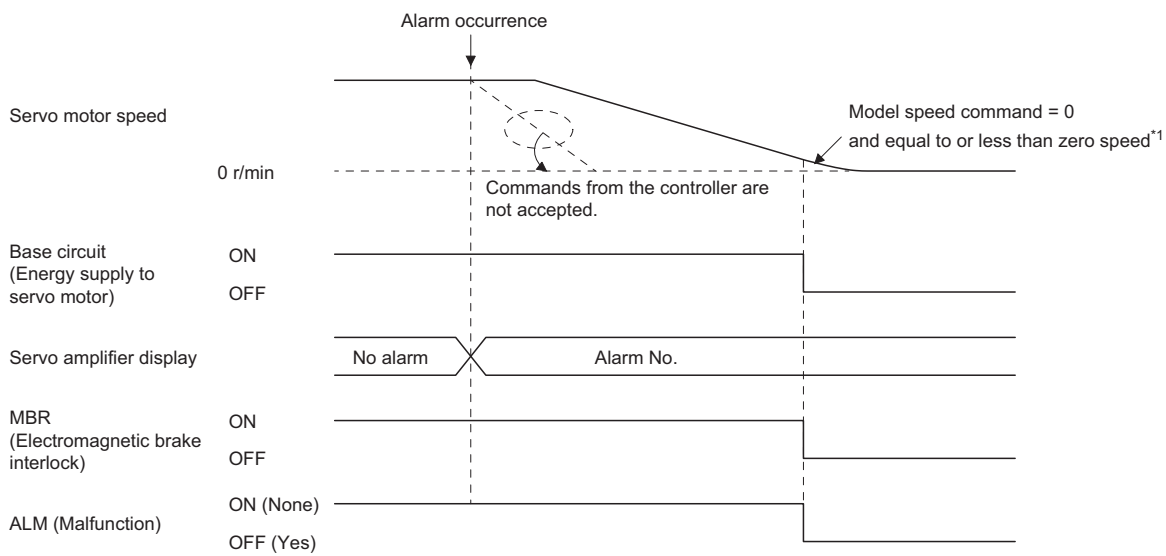 Alarm occurrence
Servo motor speed
Model speed command = 0
and equal to or less than zero speed*1
0 r/min
Commands from the controller are
not accepted.
Base circuit
(Energy supply to
servo motor)
ON
OFF
Servo amplifier display
No alarm
Alarm No.
MBR
(Electromagnetic brake
interlock)
ON
OFF
ALM (Malfunction)
ON (None)
OFF (Yes)